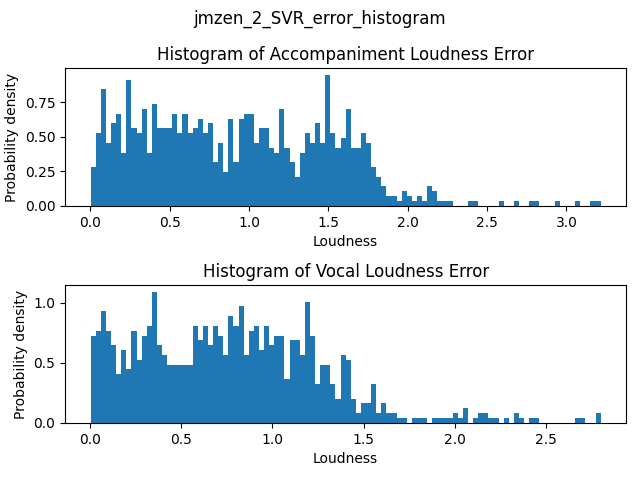 jmzen_2_SVR_error_histogram
Histogram of Accompaniment Loudness Error
Probability density
0.75
0.50
0.25
0.00
0.0 0.5 1.0 1.5 2.0 2.5 3.0
Loudness
Histogram of Vocal Loudness Error
Probability density
1.0
0.5
0.0
0.0 0.5 1.0 1.5 2.0 2.5
Loudness